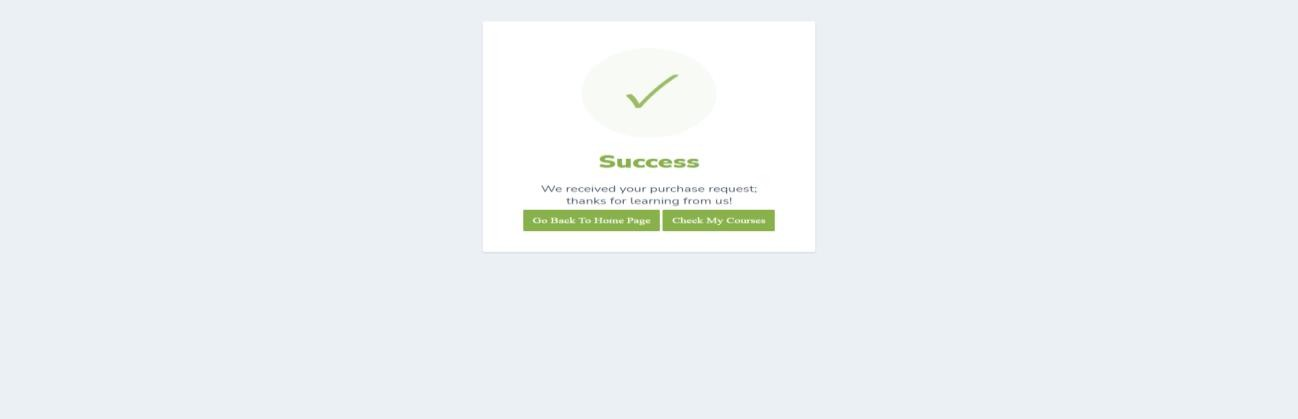 Success
We received your purchase request;
thanks for learning from us!
Go Back To Home Page
Check My Courses